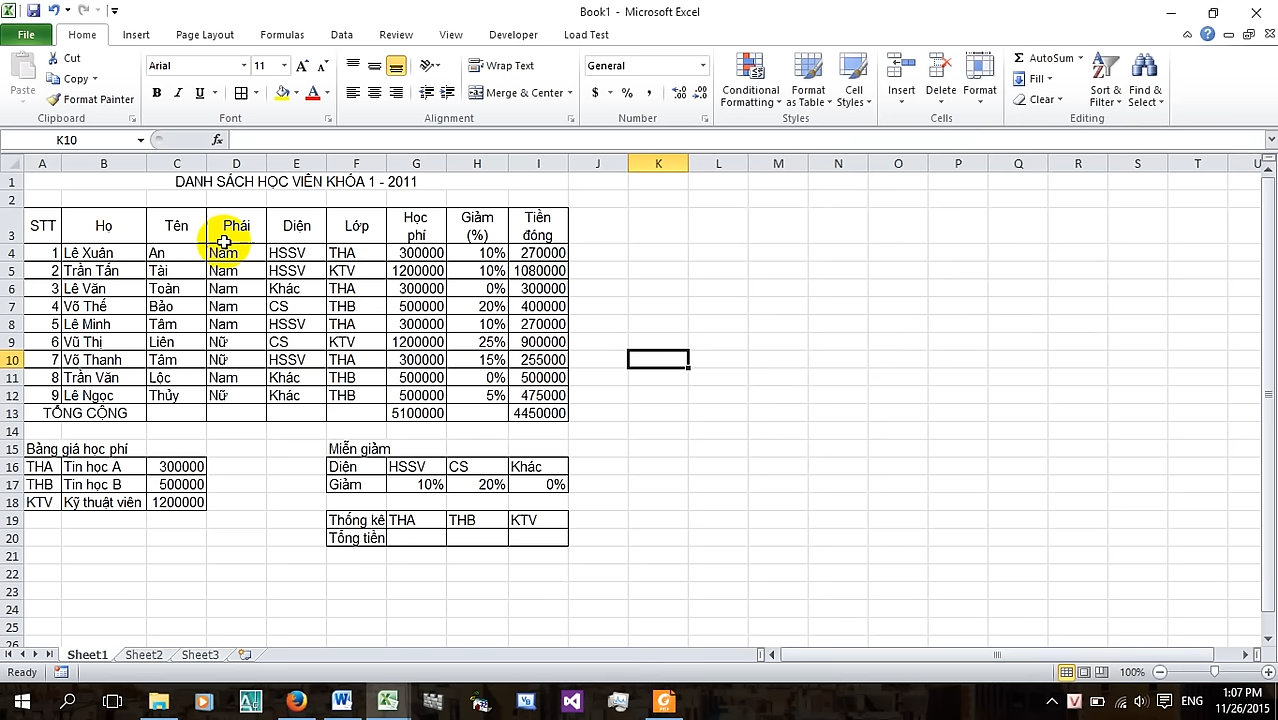 Book1 - Microsoft Excel
File Home Insert Page Layout Formulas Data Review View Developer Load Test
Paste Cut Copy Format Painter Clipboard
Arial 11 B I U Font
Wrap Text Merge & Center Alignment
General $ % , Number
Conditional Formatting Format as Table Cell Styles Styles
Insert Delete Format Cells
AutoSum Fill Clear Sort & Filter Find & Select Editing
K10 fx
A B C D E F G H I J K L M N O P Q R S T U
1 DANH SÁCH HỌC VIÊN KHÓA 1 - 2011
2
3 STT Họ Tên Phái Diện Lớp Học phí Giảm (%) Tiền đóng
4 1 Lê Xuân An Nam HSSV THA 300000 10% 270000
5 2 Trần Tấn Tài Nam HSSV KTV 1200000 10% 1080000
6 3 Lê Văn Toàn Nam Khác THA 300000 0% 300000
7 4 Võ Thế Bảo Nam CS THB 500000 20% 400000
8 5 Lê Minh Tâm Nam HSSV THA 300000 10% 270000
9 6 Vũ Thị Liên Nữ CS KTV 1200000 25% 900000
10 7 Võ Thanh Tâm Nữ HSSV THA 300000 15% 255000
11 8 Trần Văn Lộc Nam Khác THB 500000 0% 500000
12 9 Lê Ngọc Thủy Nữ Khác THB 500000 5% 475000
13 TỔNG CỘNG 5100000 4450000
14
15 Bảng giá học phí Miễn giảm
16 THA Tin học A 300000 Diện HSSV CS Khác
17 THB Tin học B 500000 Giảm 10% 20% 0%
18 KTV Kỹ thuật viên 1200000
19 Thống kê THA THB KTV
20 Tổng tiền
21
22
23
24
25
26
Sheet1 Sheet2 Sheet3
Ready 100%
ENG 1:07 PM
11/26/2015